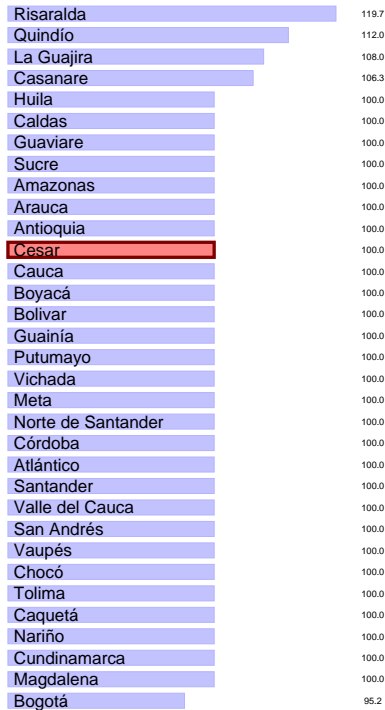 Risaralda 119.7
Quindío 112.0
La Guajira 108.0
Casanare 106.3
Huila 100.0
Caldas 100.0
Guaviare 100.0
Sucre 100.0
Amazonas 100.0
Arauca 100.0
Antioquia 100.0
Cesar 100.0
Cauca 100.0
Boyacá 100.0
Bolivar 100.0
Guainía 100.0
Putumayo 100.0
Vichada 100.0
Meta 100.0
Norte de Santander 100.0
Córdoba 100.0
Atlántico 100.0
Santander 100.0
Valle del Cauca 100.0
San Andrés 100.0
Vaupés 100.0
Chocó 100.0
Tolima 100.0
Caquetá 100.0
Nariño 100.0
Cundinamarca 100.0
Magdalena 100.0
Bogotá 95.2